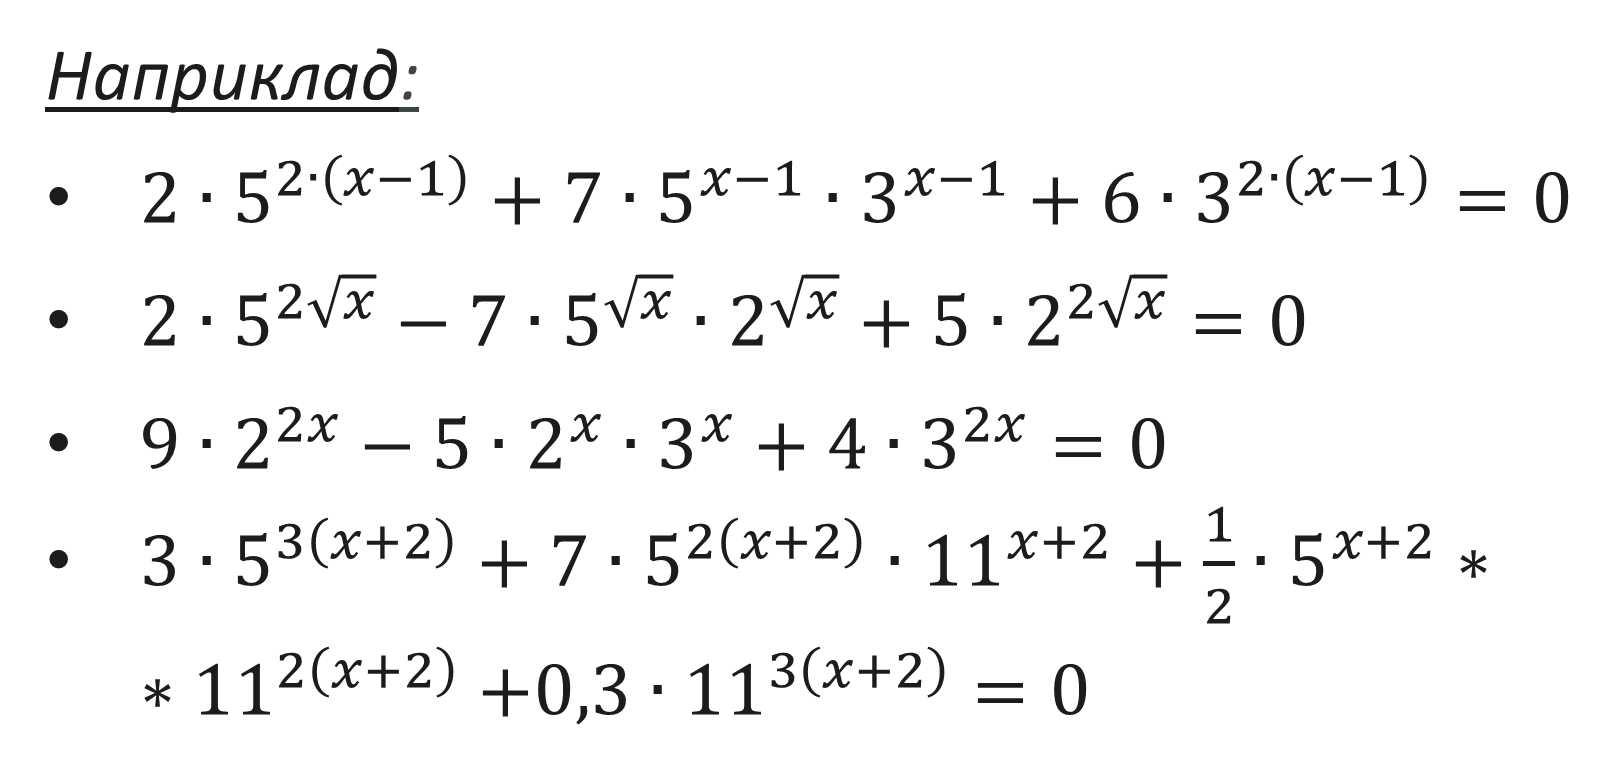 Наприклад:
• 2 · 5^{2·(x−1)} + 7 · 5^{x−1} · 3^{x−1} + 6 · 3^{2·(x−1)} = 0
• 2 · 5^{2√x} − 7 · 5^{√x} · 2^{√x} + 5 · 2^{2√x} = 0
• 9 · 2^{2x} − 5 · 2^x · 3^x + 4 · 3^{2x} = 0
• 3 · 5^{3(x+2)} + 7 · 5^{2(x+2)} · 11^{x+2} + \frac{1}{2} · 5^{x+2} ∗
∗ 11^{2(x+2)} +0,3 · 11^{3(x+2)} = 0